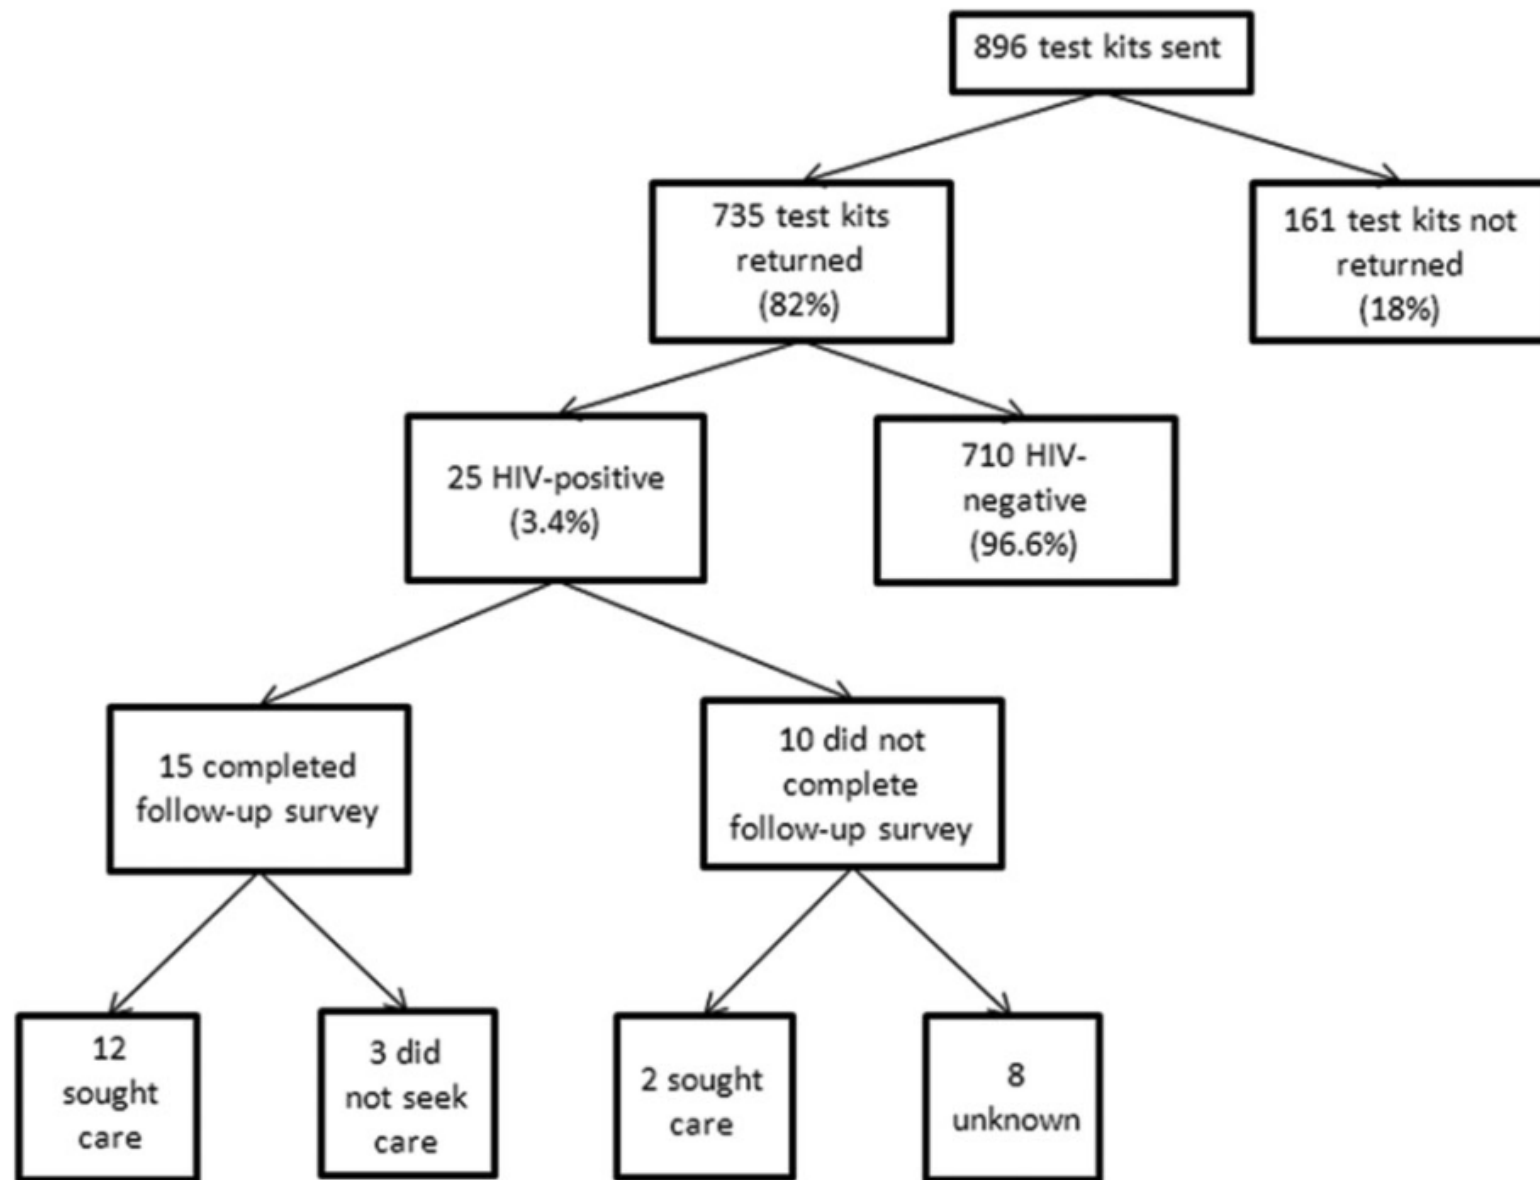 896 test kits sent
735 test kits
returned
(82%)
161 test kits not
returned
(18%)
25 HIV-positive
(3.4%)
710 HIV-
negative
(96.6%)
15 completed
follow-up survey
10 did not
complete
follow-up survey
12
sought
care
3 did
not seek
care
2 sought
care
8
unknown